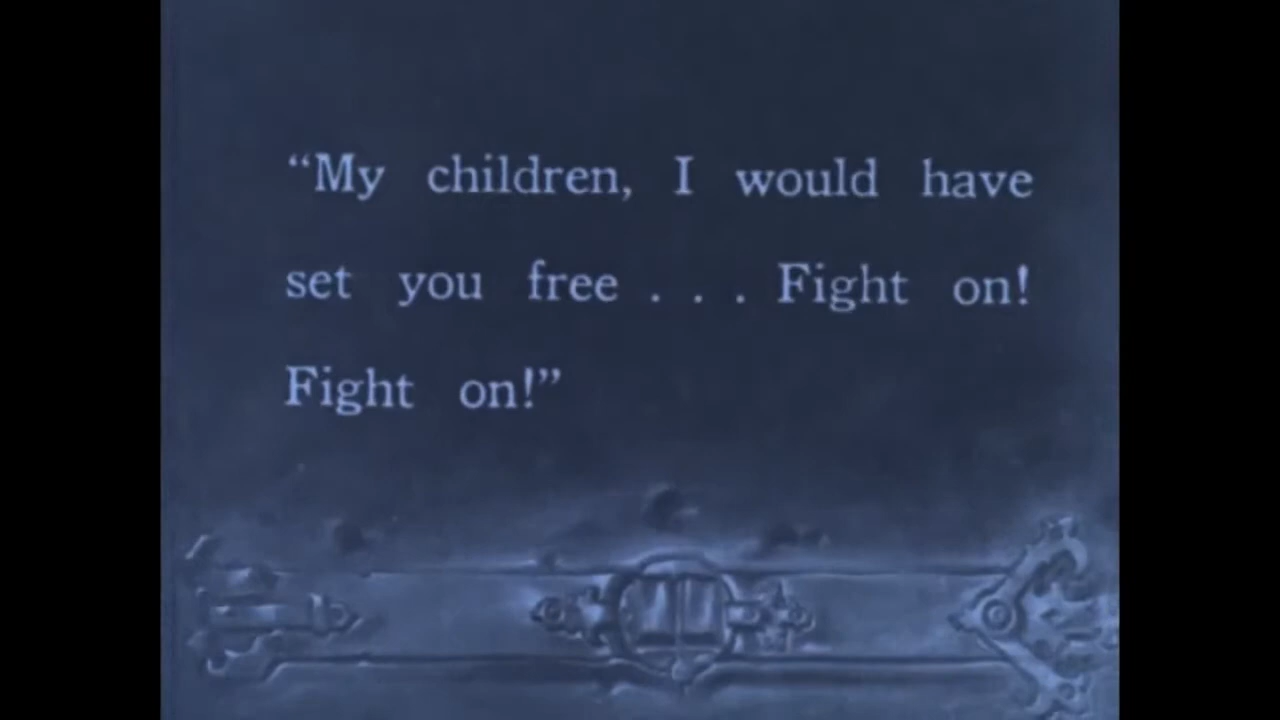 “My children, I would have
set you free . . . Fight on!
Fight on!”